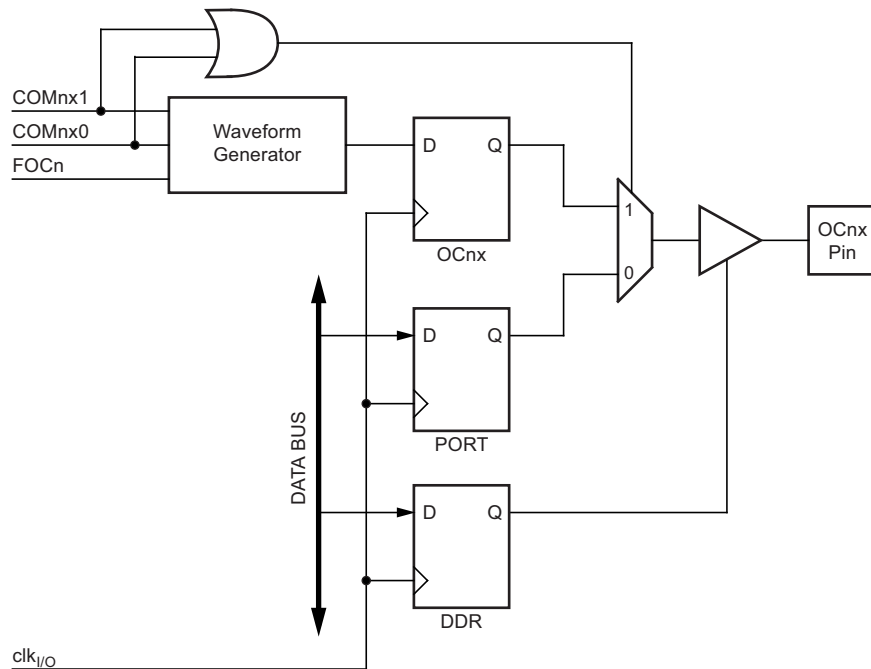 COMnx1
COMnx0
FOCn
Waveform
Generator
D Q
OCnx
1
0
OCnx
Pin
DATA BUS
D Q
PORT
D Q
DDR
clkI/O